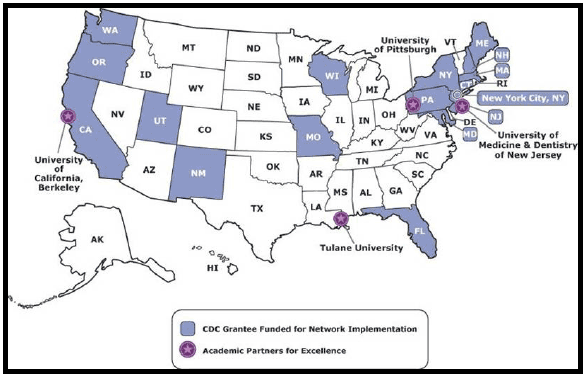 WA
OR
CA
ID
NV
MT
WY
UT
AZ
CO
NM
ND
SD
NE
KS
OK
TX
MN
IA
MO
AR
LA
WI
IL
MI
IN
OH
KY
TN
MS
AL
GA
FL
SC
NC
VA
WV
PA
NY
VT
ME
NH
MA
RI
CT
New York City, NY
NJ
DE
MD
AK
HI
University
of Pittsburgh
University of
Medicine & Dentistry
of New Jersey
University
of
California,
Berkeley
Tulane University
CDC Grantee Funded for Network Implementation
Academic Partners for Excellence